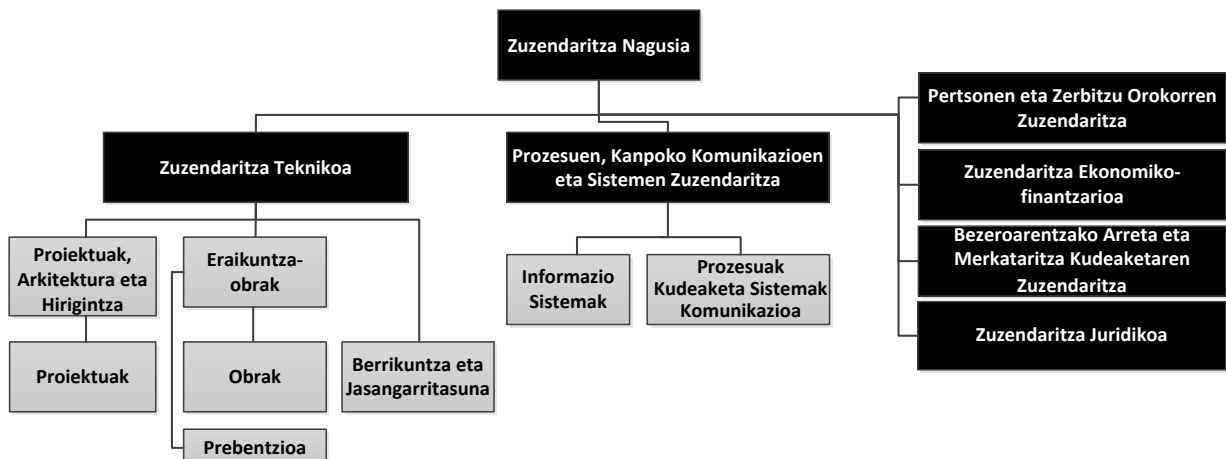 Zuzendaritza Nagusia
Pertsonen eta Zerbitzu Orokorren
Zuzendaritza
Zuzendaritza Teknikoa
Prozesuen, Kanpoko Komunikazioen
eta Sistemen Zuzendaritza
Zuzendaritza Ekonomiko-
finantzarioa
Bezeroarentzako Arreta eta
Merkataritza Kudeaketaren
Zuzendaritza
Zuzendaritza Juridikoa
Proiektuak,
Arkitektura eta
Hirigintza
Eraikuntza-
obrak
Informazio
Sistemak
Prozesuak
Kudeaketa Sistemak
Komunikazioa
Proiektuak
Obrak
Berrikuntza eta
Jasangarritasuna
Prebentzioa